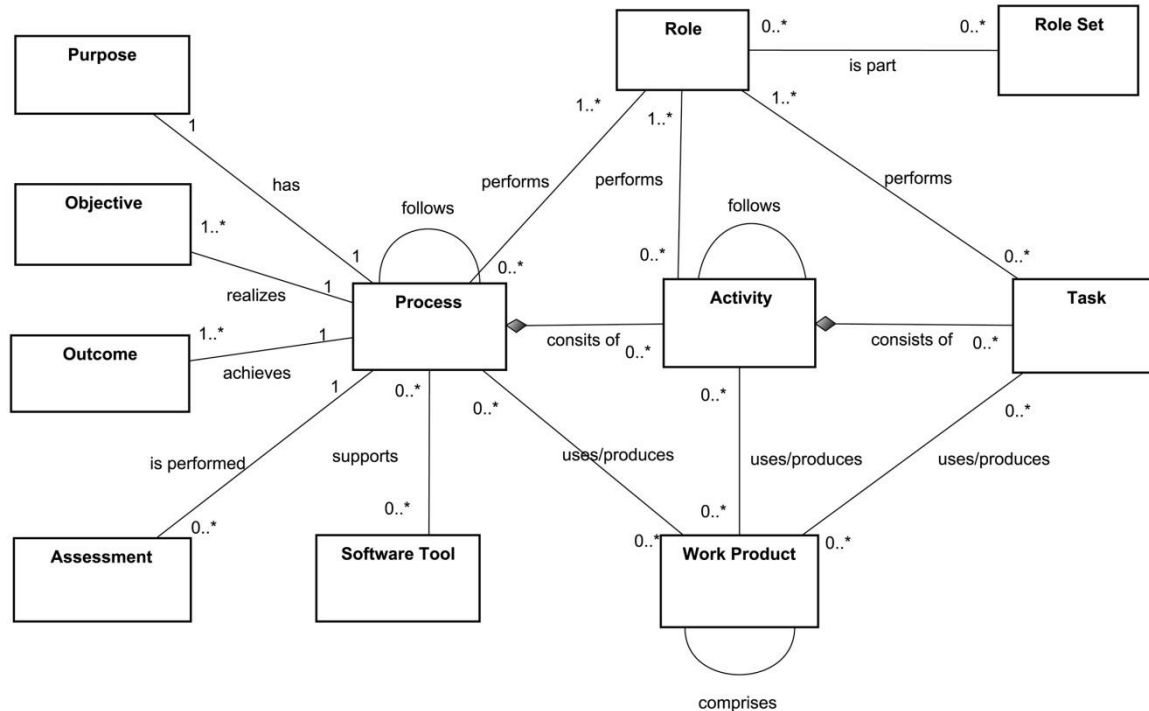 Role
0..*
0..*
Role Set
is part
Purpose
1
1..*
1..*
1..*
has
performs
performs
performs
Objective
follows
follows
1..*
1
0..*
0..*
0..*
realizes
1
Process
Activity
Task
Outcome
1..*
1
consits of
0..*
consists of
0..*
achieves
1
0..*
0..*
0..*
0..*
is performed
supports
uses/produces
uses/produces
uses/produces
0..*
0..*
0..*
0..*
0..*
Assessment
Software Tool
Work Product
comprises